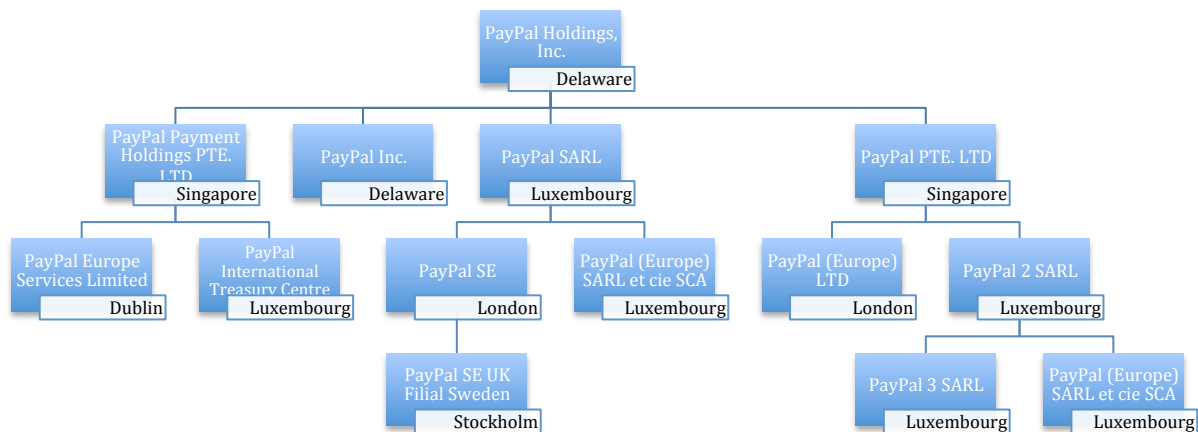 PayPal Holdings,
Inc.
Delaware
PayPal Payment
Holdings PTE.
LTD
Singapore
PayPal Inc.
Delaware
PayPal SARL
Luxembourg
PayPal PTE. LTD
Singapore
PayPal Europe
Services Limited
Dublin
PayPal
International
Treasury Centre
Luxembourg
PayPal SE
London
PayPal (Europe)
SARL et cie SCA
Luxembourg
PayPal (Europe)
LTD
London
PayPal 2 SARL
Luxembourg
PayPal SE UK
Filial Sweden
Stockholm
PayPal 3 SARL
Luxembourg
PayPal (Europe)
SARL et cie SCA
Luxembourg